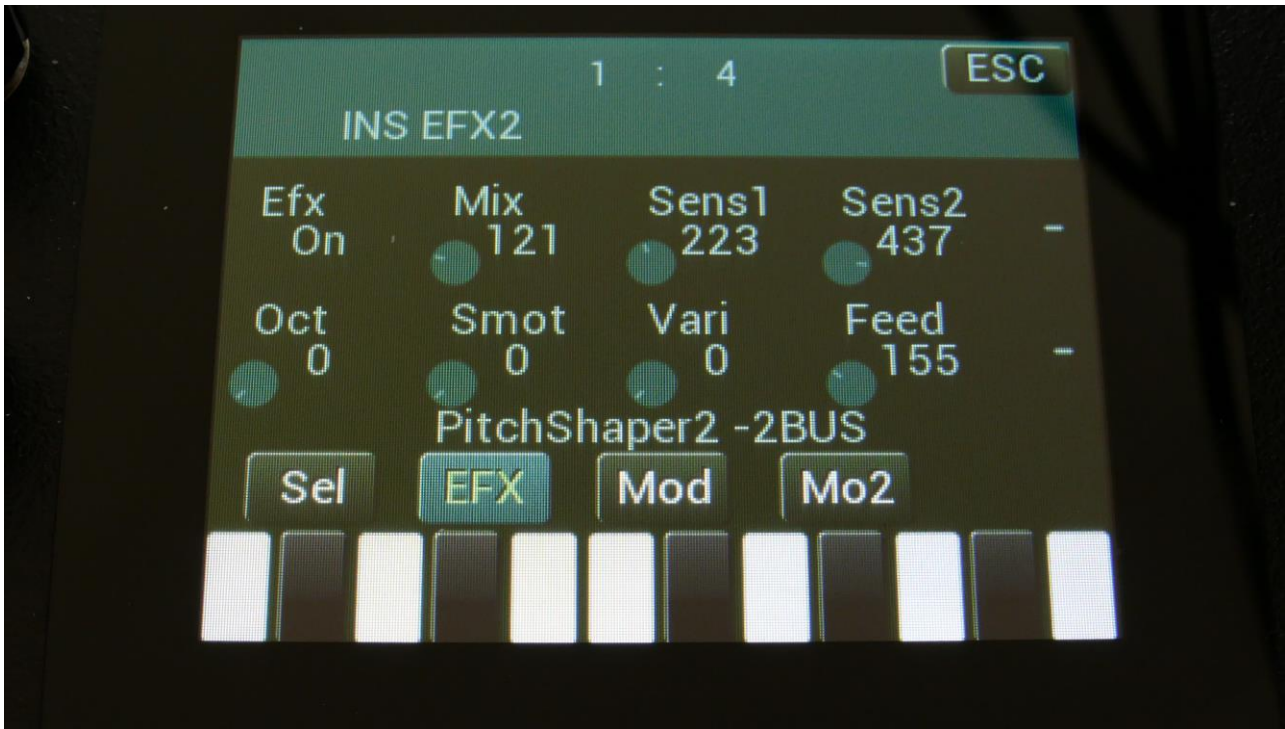 1 : 4 ESC
INS EFX2
Efx Mix Sens1 Sens2
On 121 223 437 -
Oct Smot Vari Feed
0 0 0 155 -
PitchShaper2 -2BUS
Sel EFX Mod Mo2